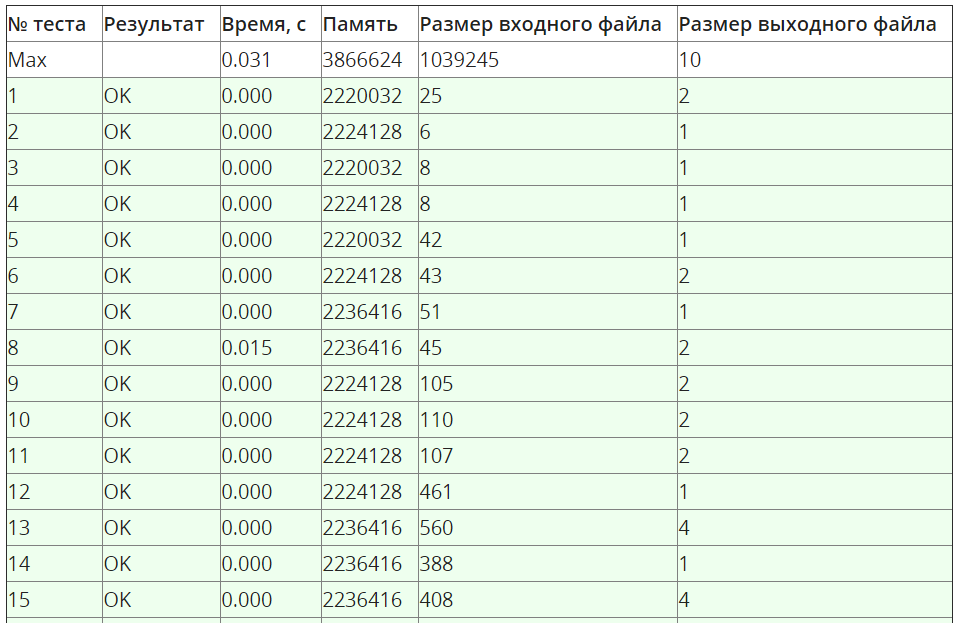 № теста Результат Время, с Память Размер входного файла Размер выходного файла
Max 0.031 3866624 1039245 10
1 OK 0.000 2220032 25 2
2 OK 0.000 2224128 6 1
3 OK 0.000 2220032 8 1
4 OK 0.000 2224128 8 1
5 OK 0.000 2220032 42 1
6 OK 0.000 2224128 43 2
7 OK 0.000 2236416 51 1
8 OK 0.015 2236416 45 2
9 OK 0.000 2224128 105 2
10 OK 0.000 2224128 110 2
11 OK 0.000 2224128 107 2
12 OK 0.000 2224128 461 1
13 OK 0.000 2236416 560 4
14 OK 0.000 2236416 388 1
15 OK 0.000 2236416 408 4